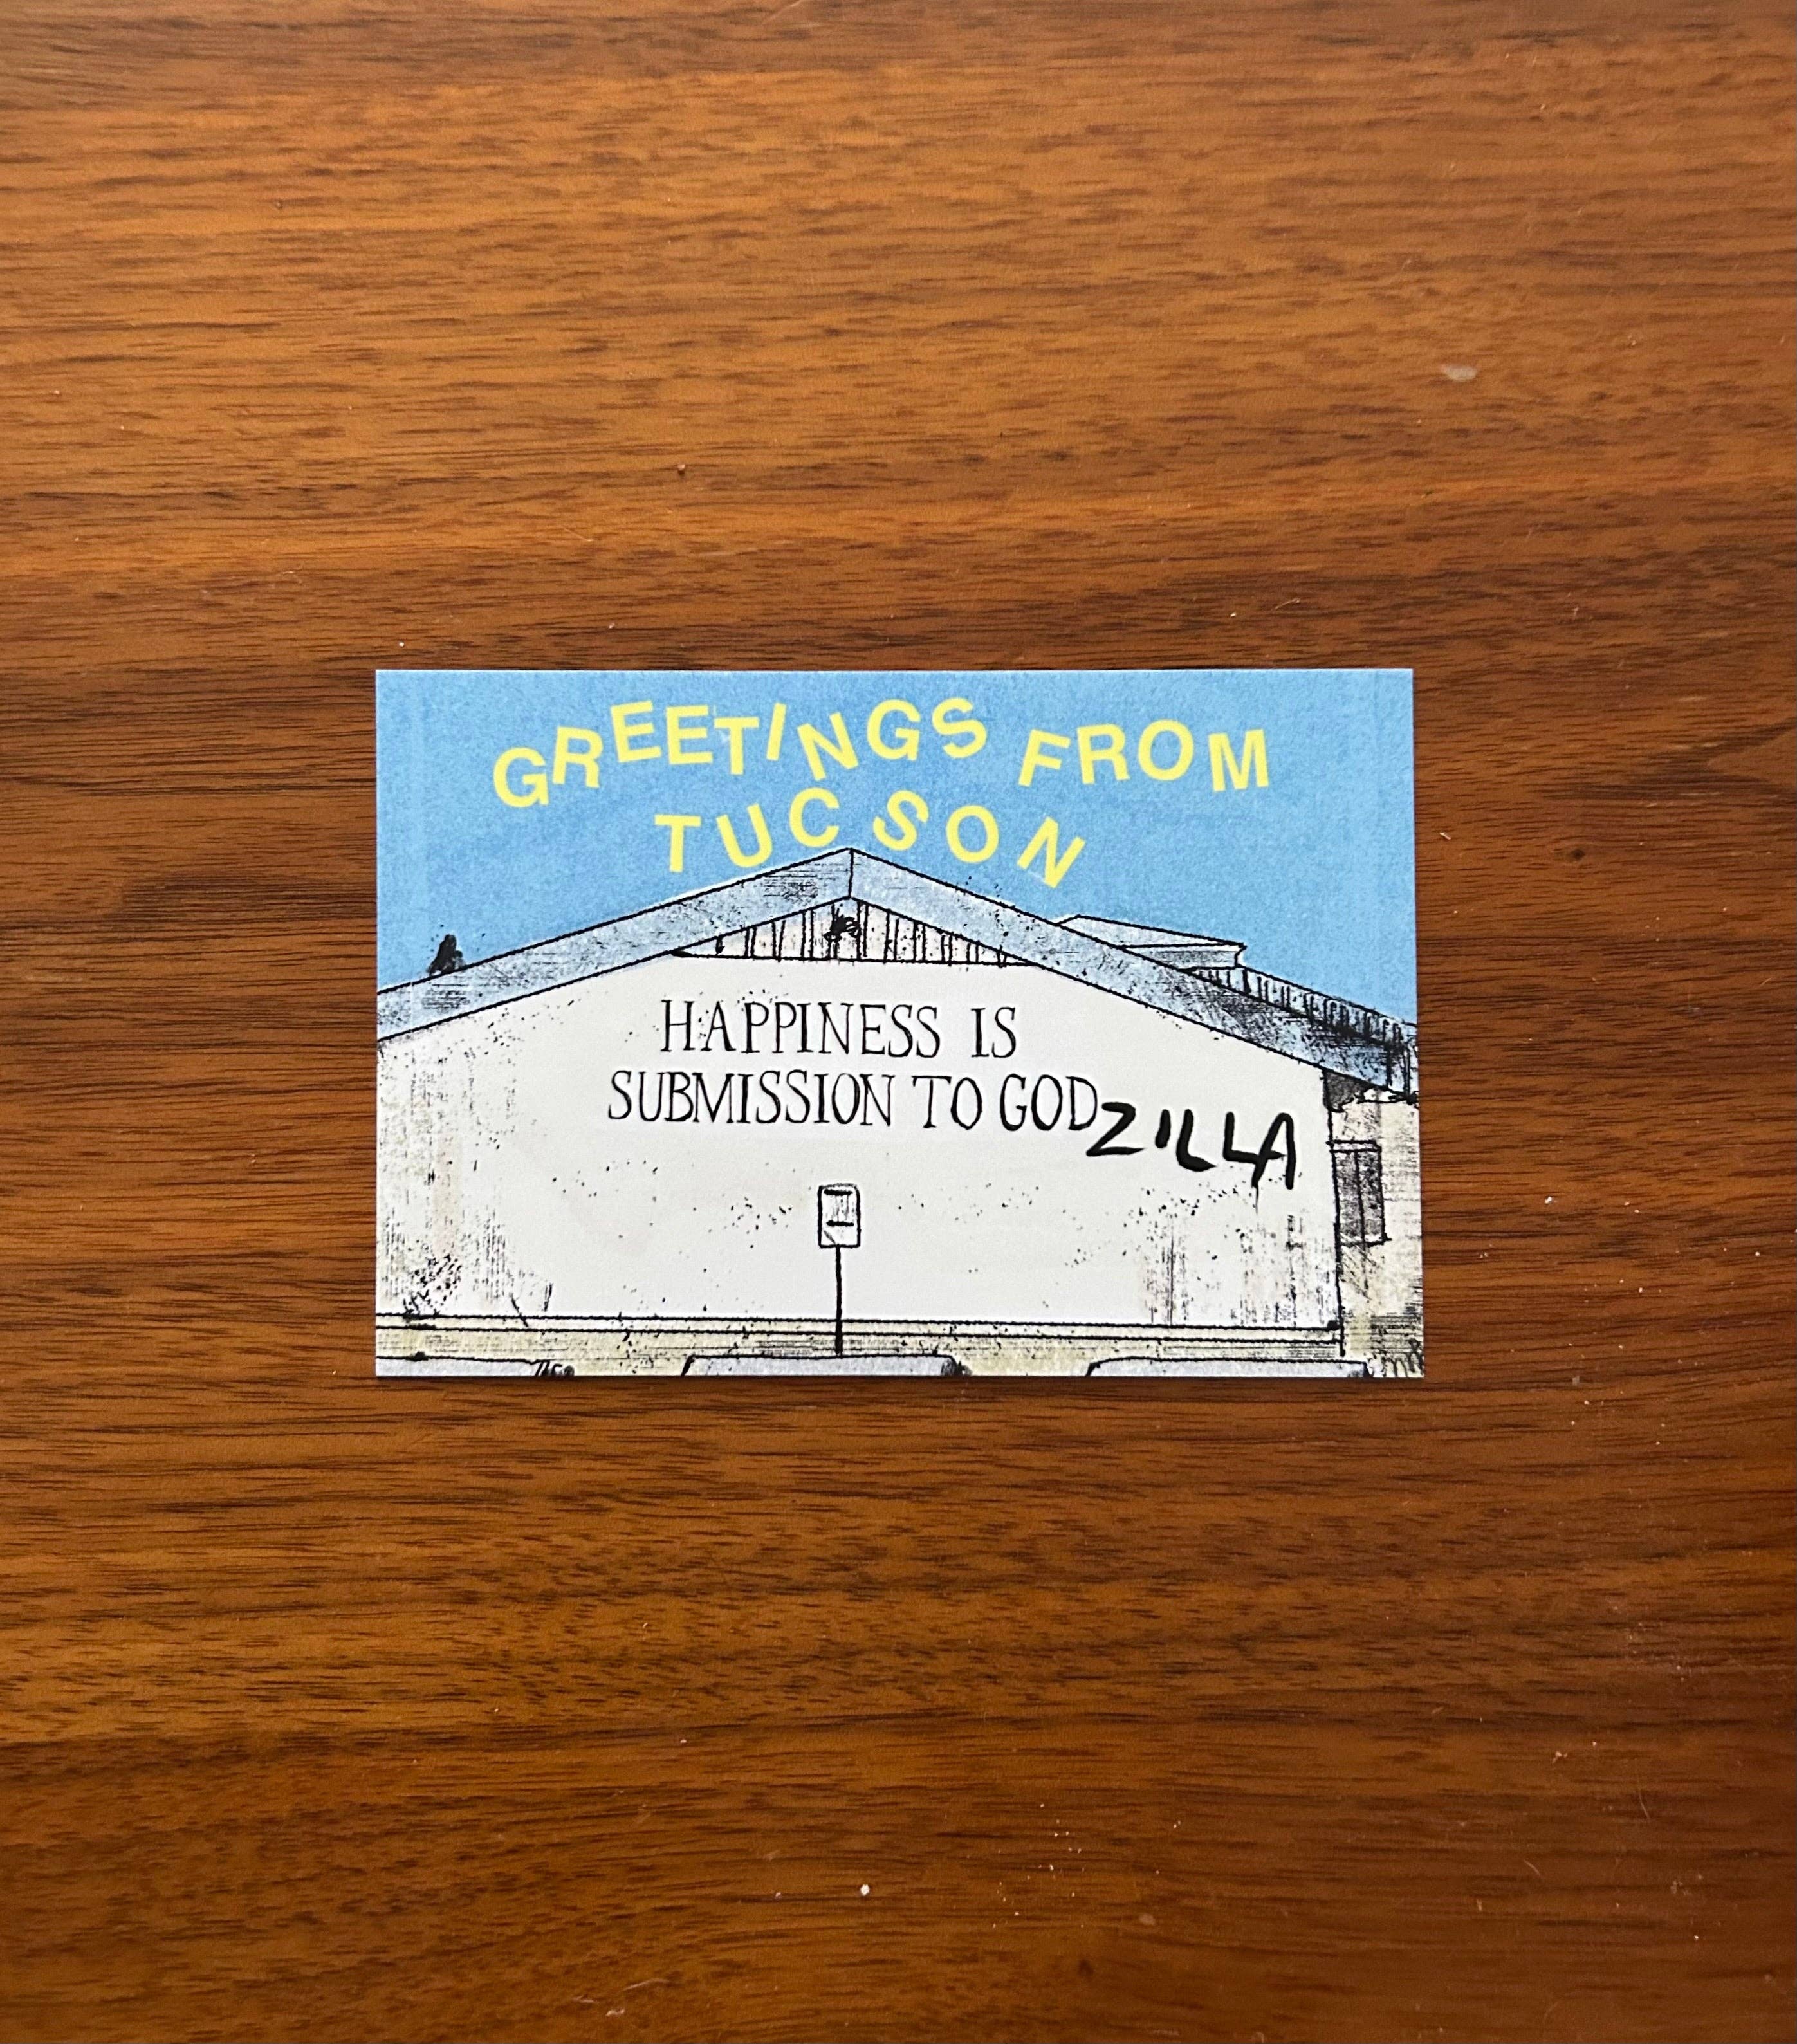 GREETINGS FROM
TUCSON
HAPPINESS IS
SUBMISSION TO GODZILLA